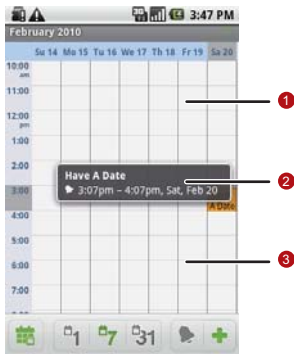 3G 3:47 PM
February 2010
Su 14 Mo 15 Tu 16 We 17 Th 18 Fr 19 Sa 20
10:00
am
11:00
1
12:00
pm
1:00
2:00
Have A Date
3:07pm – 4:07pm, Sat, Feb 20
2
3:00
A Date
4:00
5:00
3
6:00
7:00
1 7 31